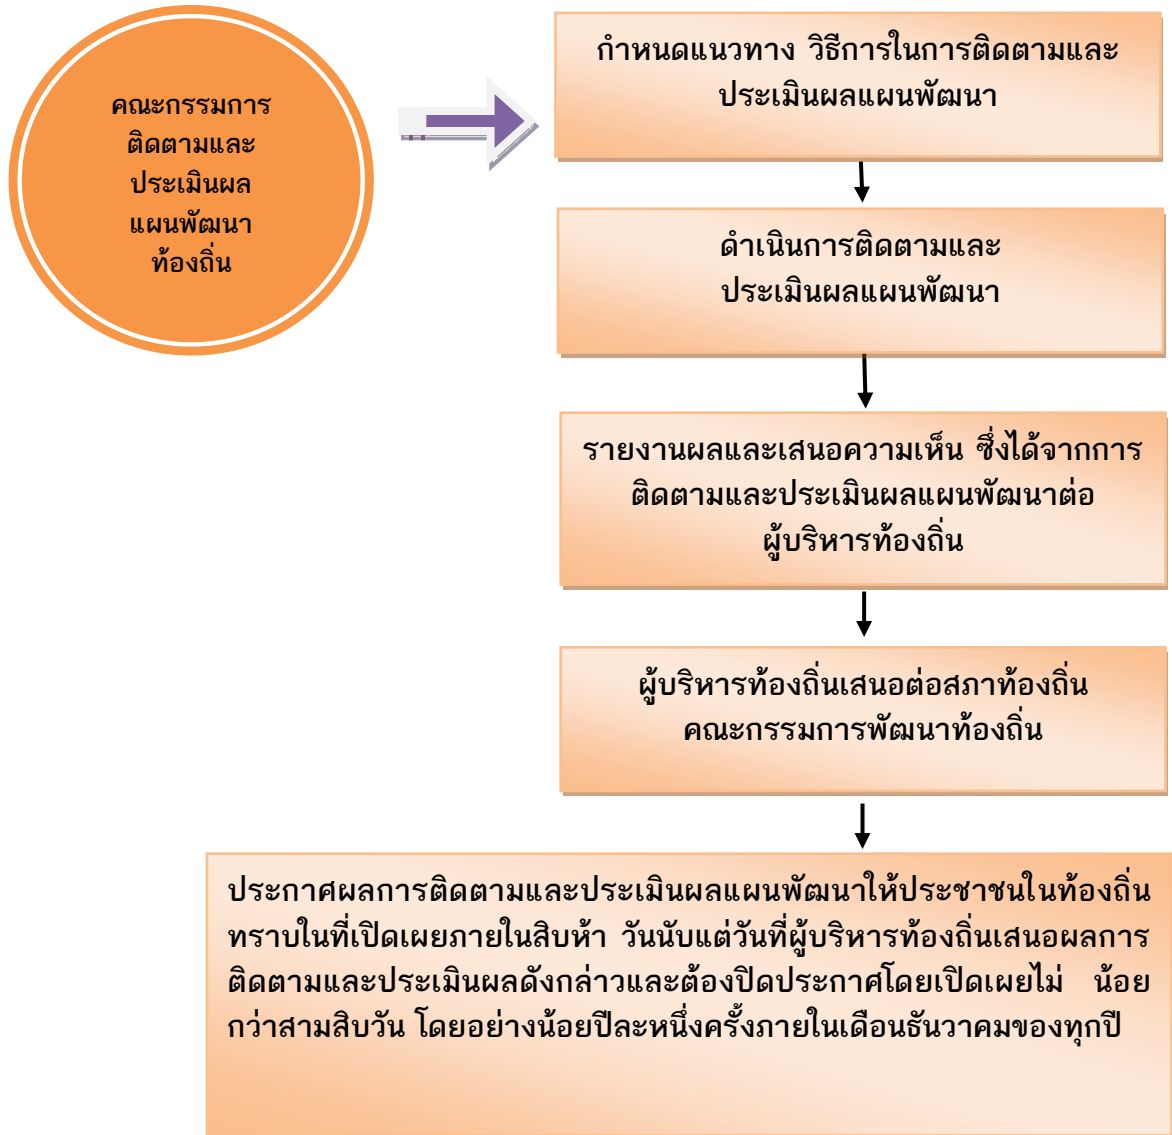 คณะกรรมการ
ติดตามและ
ประเมินผล
แผนพัฒนา
ท้องถิ่น
กำหนดแนวทาง วิธีการในการติดตามและ
ประเมินผลแผนพัฒนา
ดำเนินการติดตามและ
ประเมินผลแผนพัฒนา
รายงานผลและเสนอความเห็น ซึ่งได้จากการ
ติดตามและประเมินผลแผนพัฒนาต่อ
ผู้บริหารท้องถิ่น
ผู้บริหารท้องถิ่นเสนอต่อสภาท้องถิ่น
คณะกรรมการพัฒนาท้องถิ่น
ประกาศผลการติดตามและประเมินผลแผนพัฒนาให้ประชาชนในท้องถิ่น
ทราบในที่เปิดเผยภายในสิบห้า วันนับแต่วันที่ผู้บริหารท้องถิ่นเสนอผลการ
ติดตามและประเมินผลดังกล่าวและต้องปิดประกาศโดยเปิดเผยไม่ น้อย
กว่าสามสิบวัน โดยอย่างน้อยปีละหนึ่งครั้งภายในเดือนธันวาคมของทุกปี